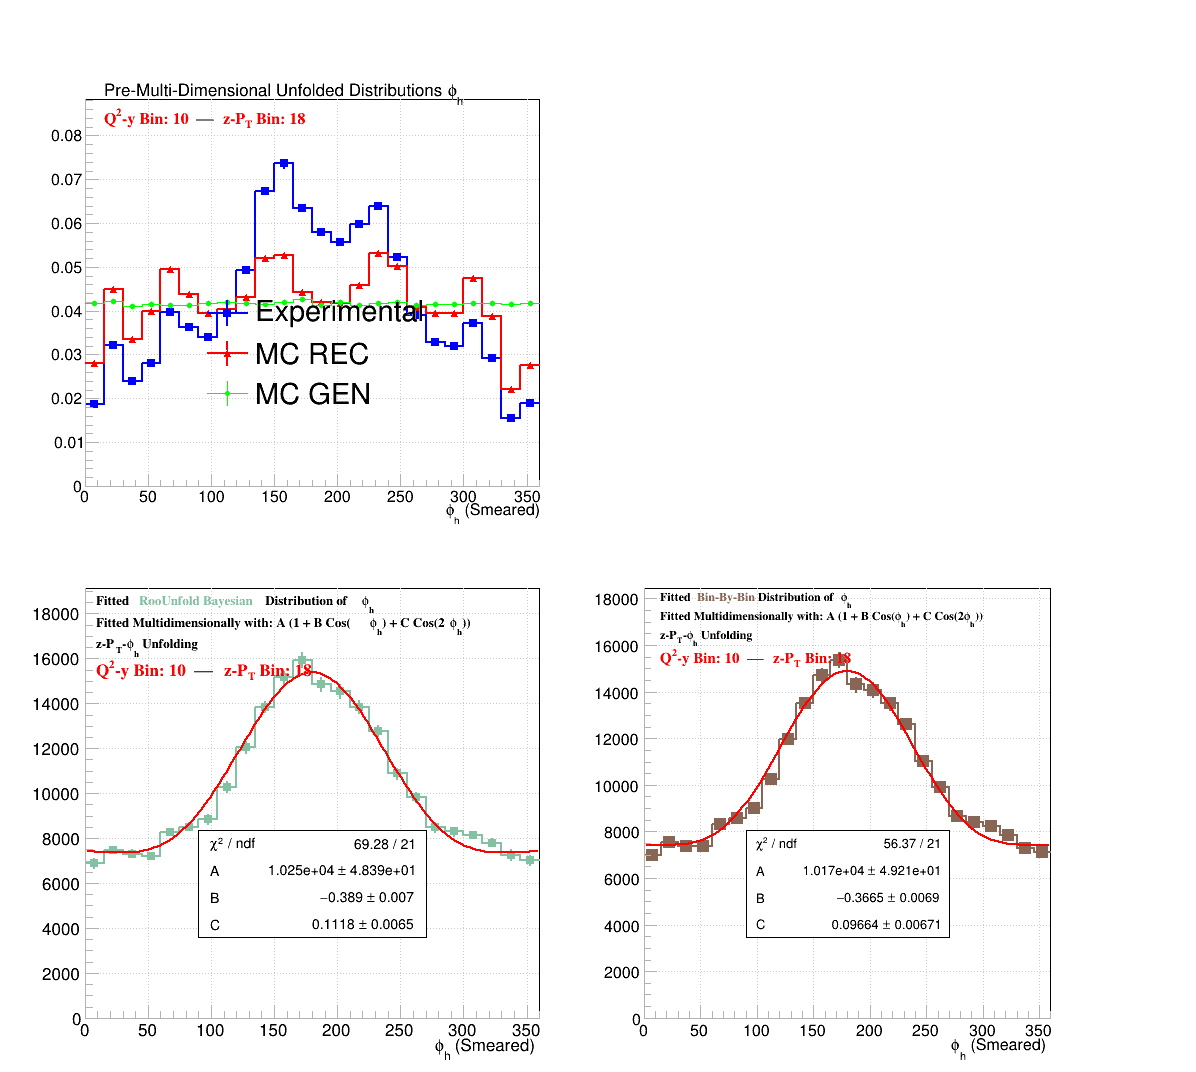 Pre-Multi-Dimensional Unfolded Distributions ϕh
Q2-y Bin: 10 — z-PT Bin: 18
0.08
0.07
0.06
0.05
0.04
0.03
0.02
0.01
0
Experimental
MC REC
MC GEN
0 50 100 150 200 250 300 350
ϕh (Smeared)
Fitted RooUnfold Bayesian Distribution of ϕh
Fitted Multidimensionally with: A (1 + B Cos( ϕh) + C Cos(2 ϕh))
z-PT-ϕh Unfolding
Q2-y Bin: 10 — z-PT Bin: 18
18000
16000
14000
12000
10000
8000
6000
4000
2000
0
χ2 / ndf 69.28 / 21
A 1.025e+04 ± 4.839e+01
B −0.389 ± 0.007
C 0.1118 ± 0.0065
0 50 100 150 200 250 300 350
ϕh (Smeared)
Fitted Bin-By-Bin Distribution of ϕh
Fitted Multidimensionally with: A (1 + B Cos(ϕh) + C Cos(2ϕh))
z-PT-ϕh Unfolding
Q2-y Bin: 10 — z-PT Bin: 18
18000
16000
14000
12000
10000
8000
6000
4000
2000
0
χ2 / ndf 56.37 / 21
A 1.017e+04 ± 4.921e+01
B −0.3665 ± 0.0069
C 0.09664 ± 0.00671
0 50 100 150 200 250 300 350
ϕh (Smeared)